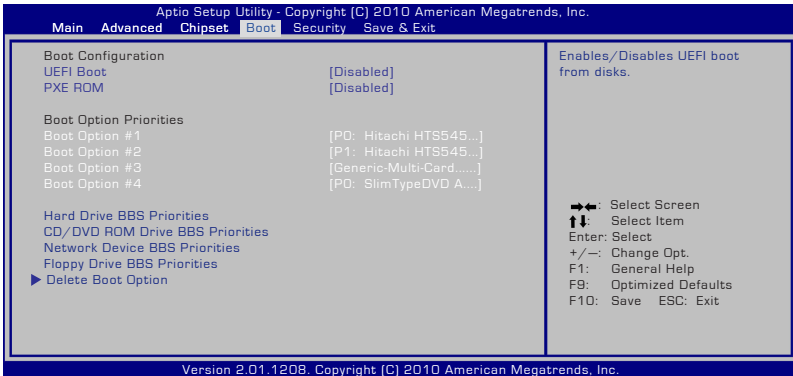 Aptio Setup Utility - Copyright (C) 2010 American Megatrends, Inc.
Main Advanced Chipset Boot Security Save & Exit
Boot Configuration
UEFI Boot [Disabled]
PXE ROM [Disabled]
Boot Option Priorities
Boot Option #1 [P0: Hitachi HTS545...]
Boot Option #2 [P1: Hitachi HTS545...]
Boot Option #3 [Generic-Multi-Card......]
Boot Option #4 [P0: SlimTypeDVD A....]
Hard Drive BBS Priorities
CD/DVD ROM Drive BBS Priorities
Network Device BBS Priorities
Floppy Drive BBS Priorities
Delete Boot Option
Enables/Disables UEFI boot
from disks.
→←: Select Screen
↑↓: Select Item
Enter: Select
+/—: Change Opt.
F1: General Help
F9: Optimized Defaults
F10: Save ESC: Exit
Version 2.01.1208. Copyright (C) 2010 American Megatrends, Inc.